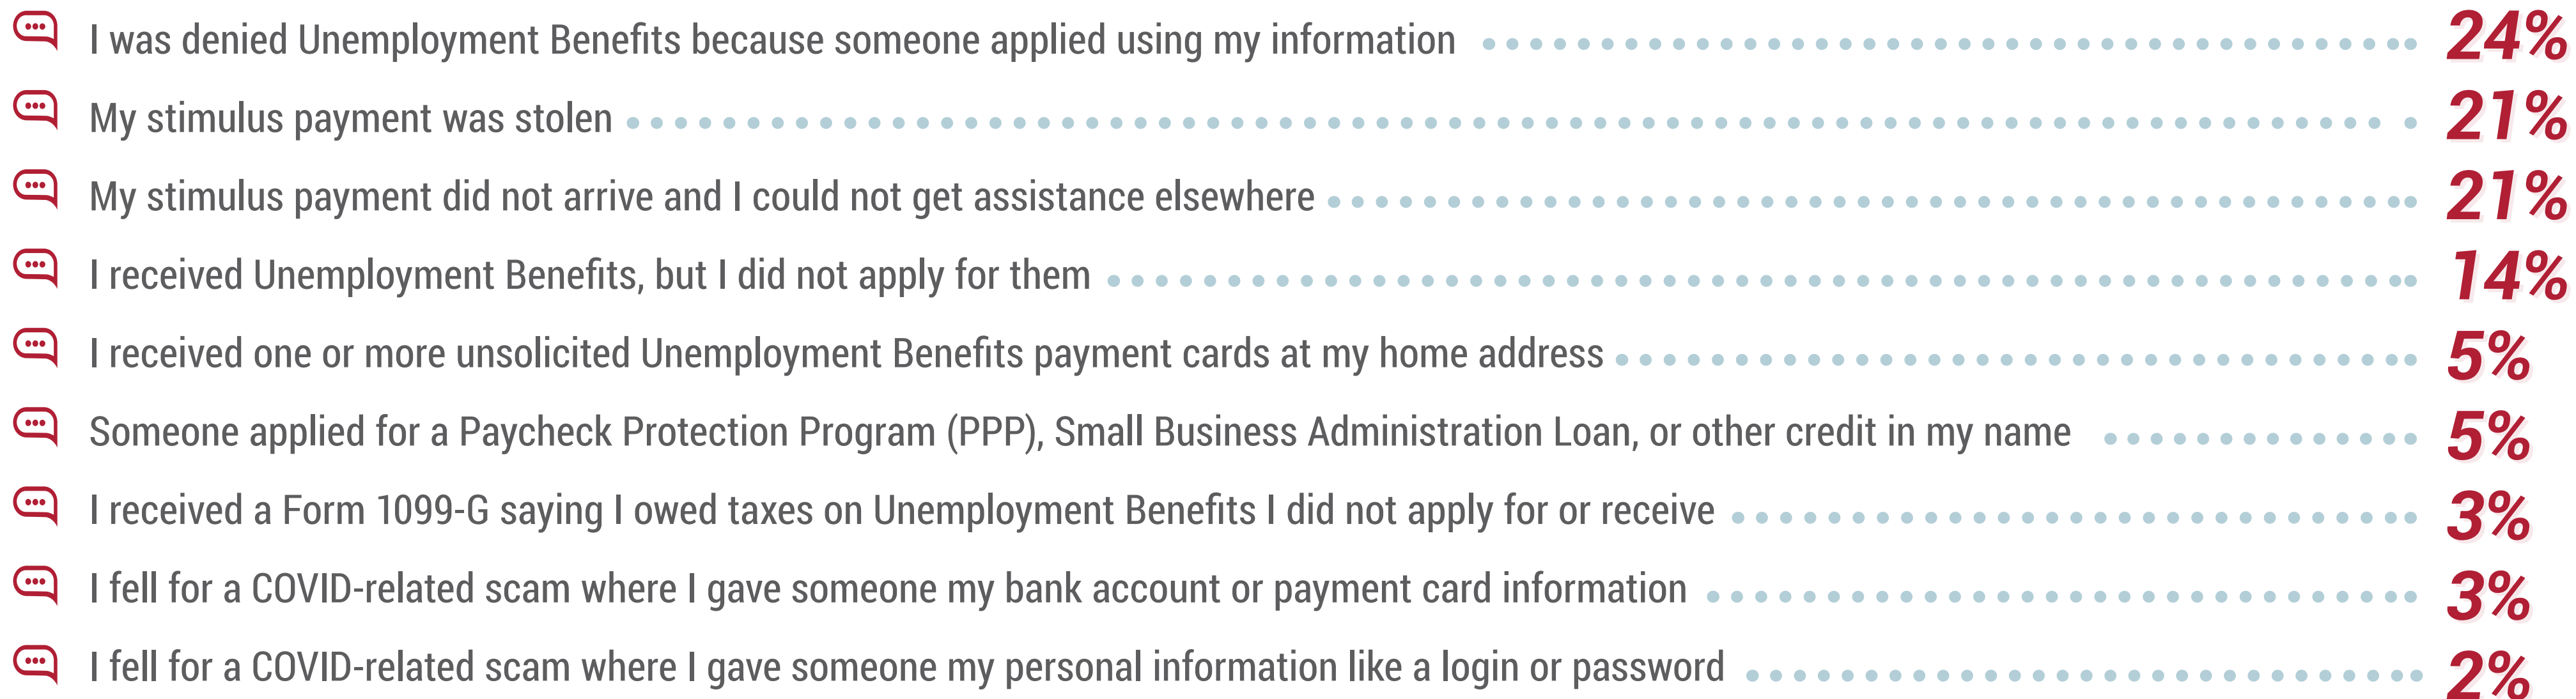 I was denied Unemployment Benefits because someone applied using my information 24%
My stimulus payment was stolen 21%
My stimulus payment did not arrive and I could not get assistance elsewhere 21%
I received Unemployment Benefits, but I did not apply for them 14%
I received one or more unsolicited Unemployment Benefits payment cards at my home address 5%
Someone applied for a Paycheck Protection Program (PPP), Small Business Administration Loan, or other credit in my name 5%
I received a Form 1099-G saying I owed taxes on Unemployment Benefits I did not apply for or receive 3%
I fell for a COVID-related scam where I gave someone my bank account or payment card information 3%
I fell for a COVID-related scam where I gave someone my personal information like a login or password 2%